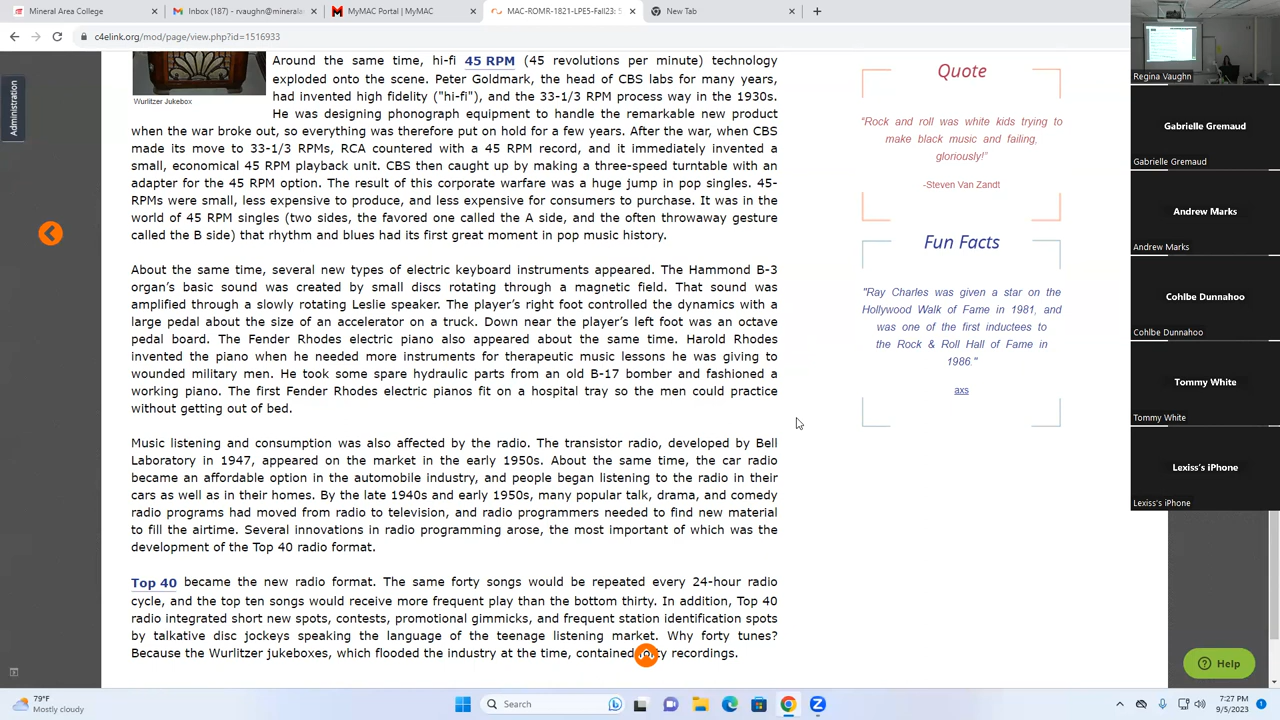 Mineral Area College
Inbox (187) - rvaughn@mineral
MyMAC Portal | MyMAC
MAC-ROMR-1821-LPE5-Fall23: 5
New Tab
c4elink.org/mod/page/view.php?id=1516933
Administration
Wurlitzer Jukebox
nd the same time, hi-fi 45 RPM (45 revolutions per minute) technology
ploded onto the scene. Peter Goldmark, the head of CBS labs for many years,
had invented high fidelity ("hi-fi"), and the 33-1/3 RPM process way in the 1930s.
He was designing phonograph equipment to handle the remarkable new product
when the war broke out, so everything was therefore put on hold for a few years. After the war, when CBS
made its move to 33-1/3 RPMs, RCA countered with a 45 RPM record, and it immediately invented a
small, economical 45 RPM playback unit. CBS then caught up by making a three-speed turntable with an
adapter for the 45 RPM option. The result of this corporate warfare was a huge jump in pop singles. 45-
RPMs were small, less expensive to produce, and less expensive for consumers to purchase. It was in the
world of 45 RPM singles (two sides, the favored one called the A side, and the often throwaway gesture
called the B side) that rhythm and blues had its first great moment in pop music history.
About the same time, several new types of electric keyboard instruments appeared. The Hammond B-3
organ's basic sound was created by small discs rotating through a magnetic field. That sound was
amplified through a slowly rotating Leslie speaker. The player's right foot controlled the dynamics with a
large pedal about the size of an accelerator on a truck. Down near the player's left foot was an octave
pedal board. The Fender Rhodes electric piano also appeared about the same time. Harold Rhodes
invented the piano when he needed more instruments for therapeutic music lessons he was giving to
wounded military men. He took some spare hydraulic parts from an old B-17 bomber and fashioned a
working piano. The first Fender Rhodes electric pianos fit on a hospital tray so the men could practice
without getting out of bed.
Music listening and consumption was also affected by the radio. The transistor radio, developed by Bell
Laboratory in 1947, appeared on the market in the early 1950s. About the same time, the car radio
became an affordable option in the automobile industry, and people began listening to the radio in their
cars as well as in their homes. By the late 1940s and early 1950s, many popular talk, drama, and comedy
radio programs had moved from radio to television, and radio programmers needed to find new material
to fill the airtime. Several innovations in radio programming arose, the most important of which was the
development of the Top 40 radio format.
Top 40 became the new radio format. The same forty songs would be repeated every 24-hour radio
cycle, and the top ten songs would receive more frequent play than the bottom thirty. In addition, Top 40
radio integrated short new spots, contests, promotional gimmicks, and frequent station identification spots
by talkative disc jockeys speaking the language of the teenage listening market. Why forty tunes?
Because the Wurlitzer jukeboxes, which flooded the industry at the time, contained forty recordings.
Quote
"Rock and roll was white kids trying to
make black music and failing,
gloriously!"
-Steven Van Zandt
Fun Facts
"Ray Charles was given a star on the
Hollywood Walk of Fame in 1981, and
was one of the first inductees to
the Rock & Roll Hall of Fame in
1986."
axs
Help
Regina Vaughn
Gabrielle Gremaud
Gabrielle Gremaud
Andrew Marks
Andrew Marks
Cohlbe Dunnahoo
Cohlbe Dunnahoo
Tommy White
Tommy White
Lexiss's iPhone
Lexiss's iPhone
79°F
Mostly cloudy
Search
7:27 PM
9/5/2023